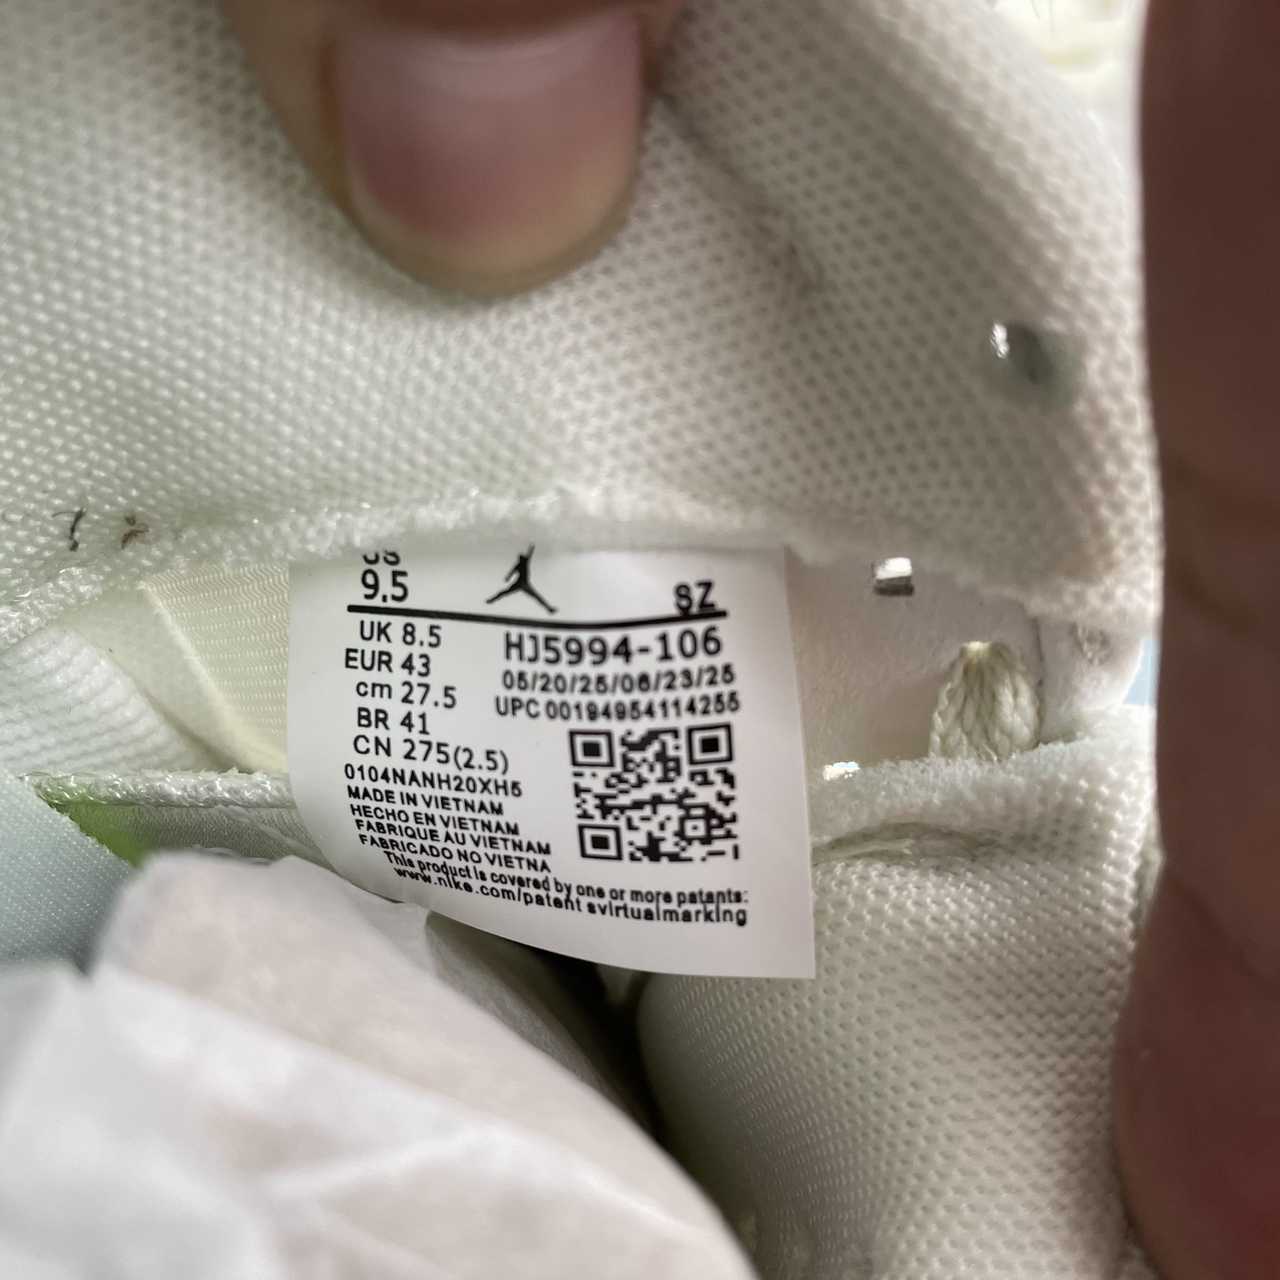 US
9.5
SZ
UK 8.5
HJ5994-106
EUR 43
05/20/25/06/23/25
cm 27.5
UPC 00194954114255
BR 41
CN 275(2.5)
0104NANH20XH5
MADE IN VIETNAM
HECHO EN VIETNAM
FABRIQUE AU VIETNAM
FABRICADO NO VIETNA
This product is covered by one or more patents:
www.nike.com/patent svirtualmarking